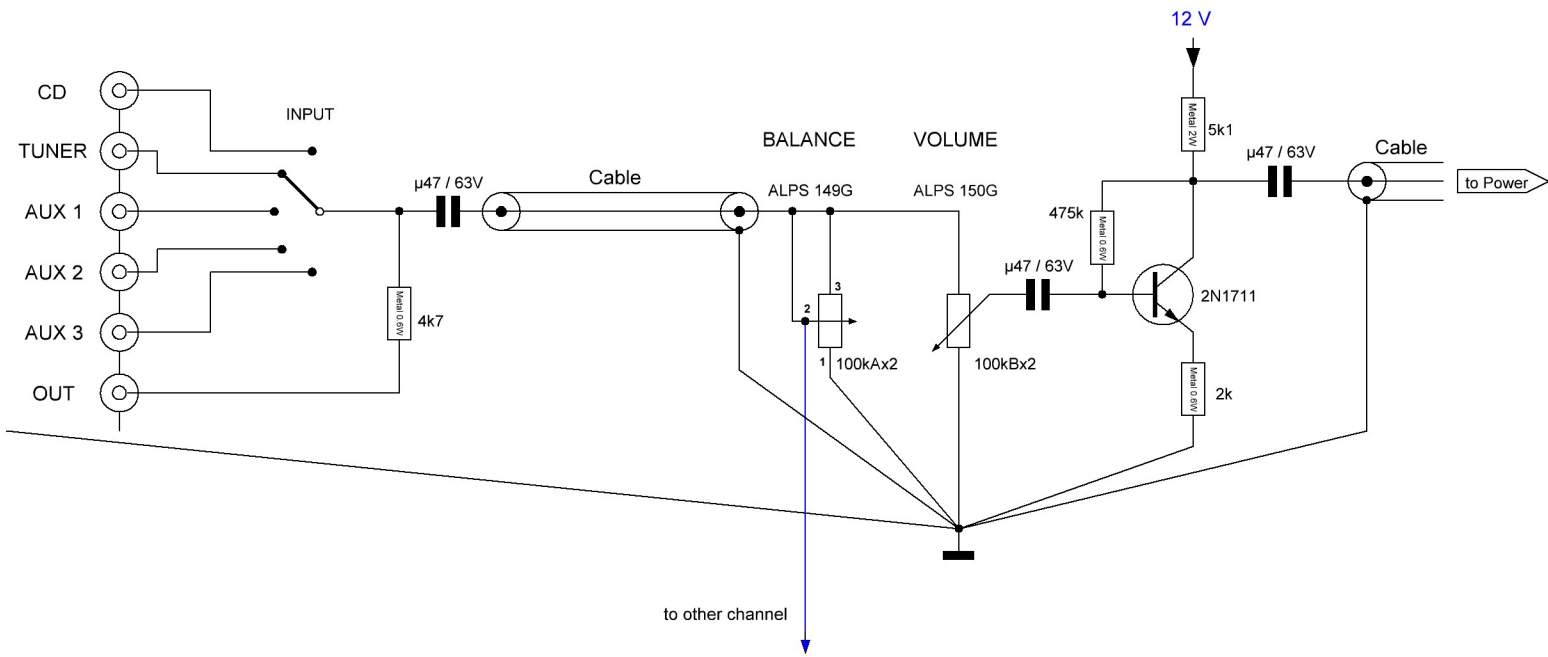 12 V
CD
INPUT
TUNER
AUX 1
AUX 2
AUX 3
OUT
Metal 0.6W
4k7
µ47 / 63V
Cable
BALANCE
ALPS 149G
3
2
1
100kAx2
VOLUME
ALPS 150G
100kBx2
µ47 / 63V
475k
Metal 0.6W
Metal 2W
5k1
2N1711
Metal 0.6W
2k
µ47 / 63V
Cable
to Power
to other channel